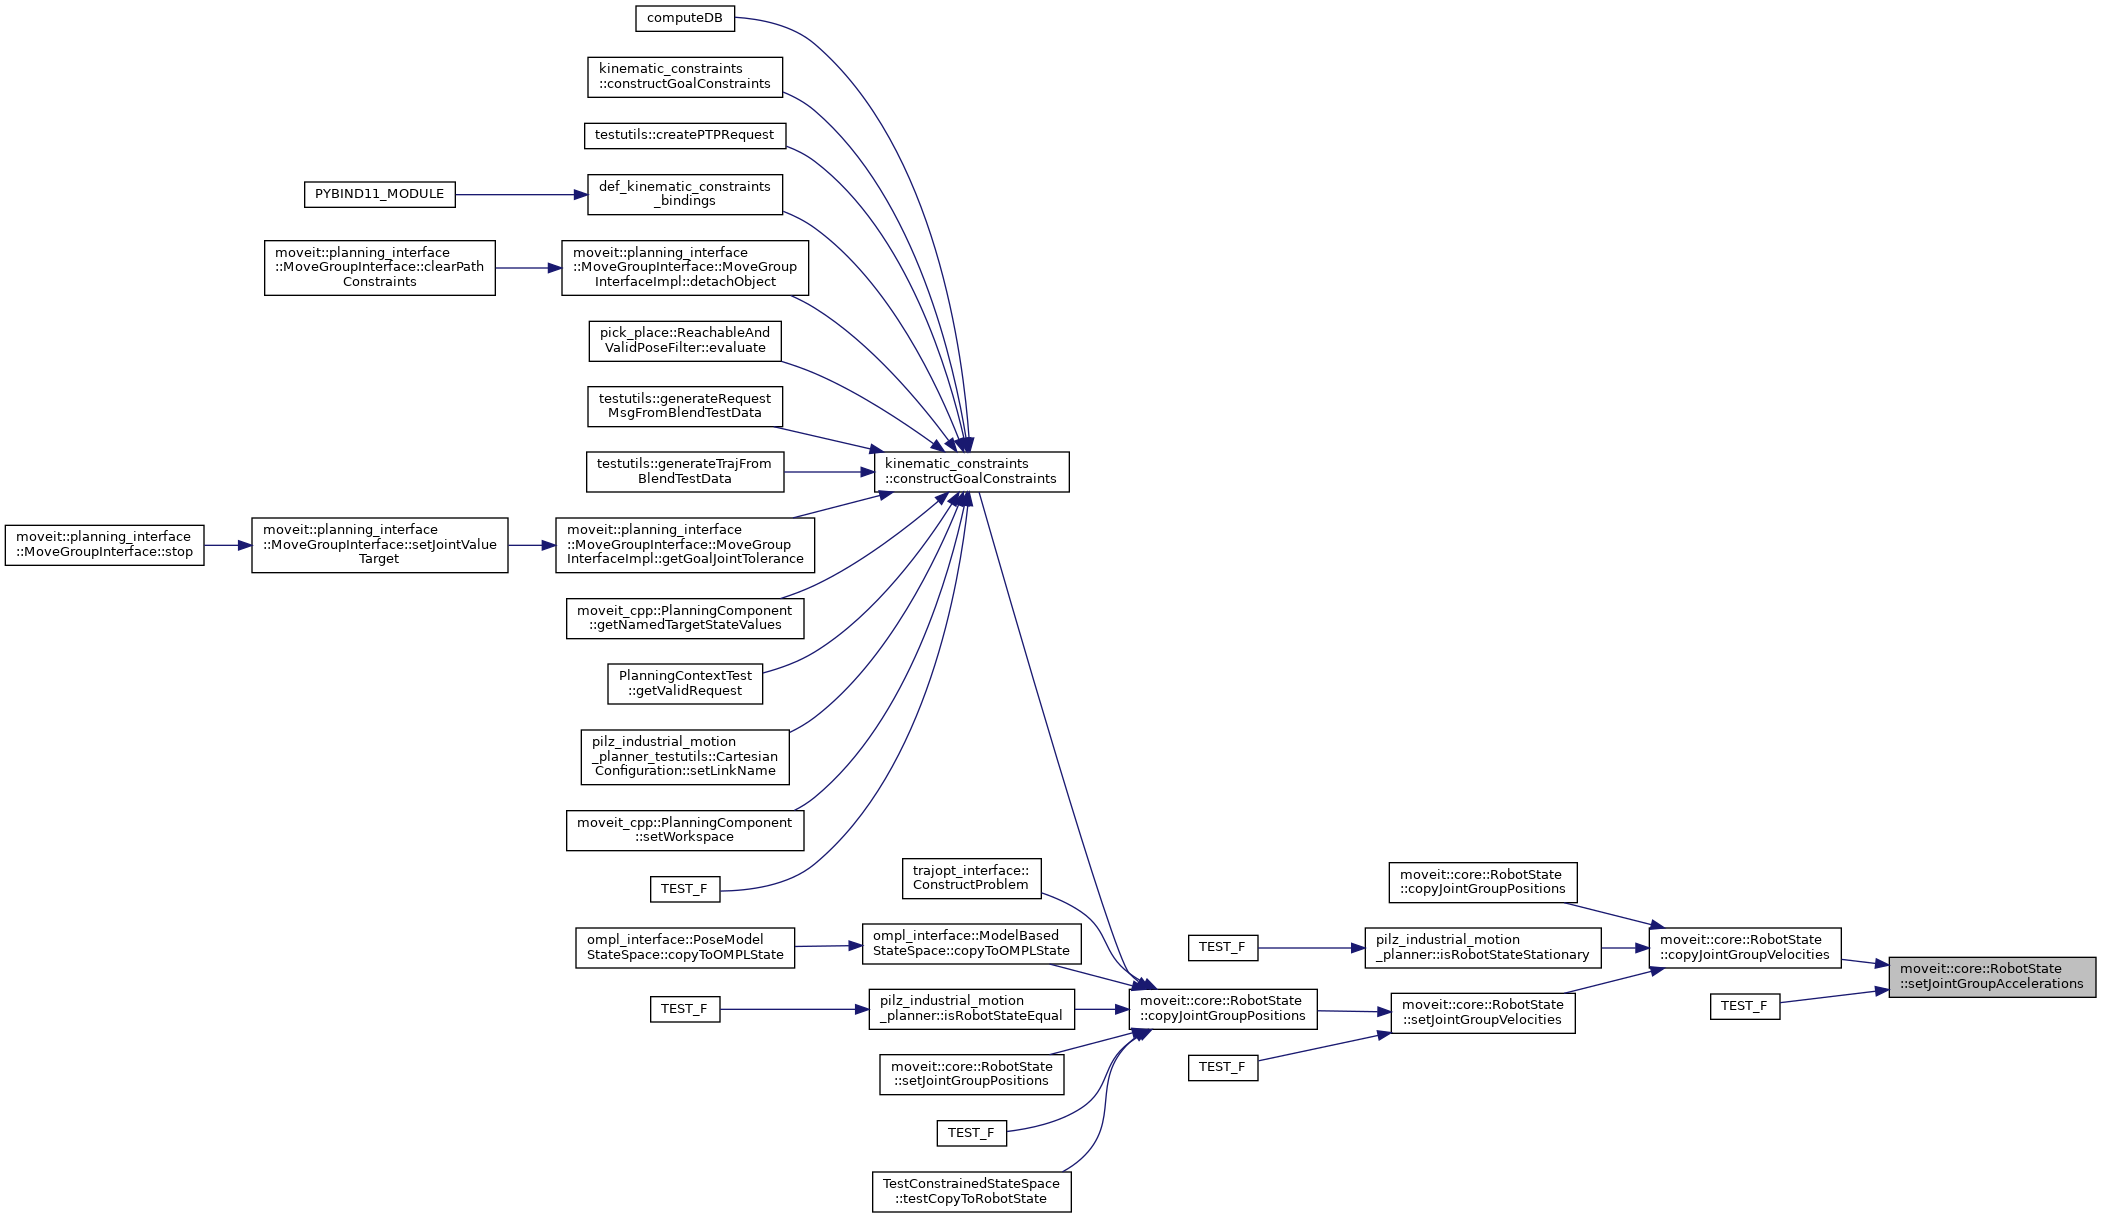 computeDB
kinematic_constraints
::constructGoalConstraints
testutils::createPTPRequest
PYBIND11_MODULE
def_kinematic_constraints
_bindings
moveit::planning_interface
::MoveGroupInterface::clearPath
Constraints
moveit::planning_interface
::MoveGroupInterface::MoveGroup
InterfaceImpl::detachObject
pick_place::ReachableAnd
ValidPoseFilter::evaluate
testutils::generateRequest
MsgFromBlendTestData
testutils::generateTrajFrom
BlendTestData
kinematic_constraints
::constructGoalConstraints
moveit::planning_interface
::MoveGroupInterface::stop
moveit::planning_interface
::MoveGroupInterface::setJointValue
Target
moveit::planning_interface
::MoveGroupInterface::MoveGroup
InterfaceImpl::getGoalJointTolerance
moveit_cpp::PlanningComponent
::getNamedTargetStateValues
PlanningContextTest
::getValidRequest
pilz_industrial_motion
_planner_testutils::Cartesian
Configuration::setLinkName
moveit_cpp::PlanningComponent
::setWorkspace
TEST_F
trajopt_interface::
ConstructProblem
ompl_interface::PoseModel
StateSpace::copyToOMPLState
ompl_interface::ModelBased
StateSpace::copyToOMPLState
TEST_F
pilz_industrial_motion
_planner::isRobotStateEqual
moveit::core::RobotState
::setJointGroupPositions
TEST_F
TestConstrainedStateSpace
::testCopyToRobotState
moveit::core::RobotState
::copyJointGroupPositions
moveit::core::RobotState
::copyJointGroupPositions
TEST_F
pilz_industrial_motion
_planner::isRobotStateStationary
moveit::core::RobotState
::setJointGroupVelocities
TEST_F
moveit::core::RobotState
::copyJointGroupVelocities
TEST_F
moveit::core::RobotState
::setJointGroupAccelerations